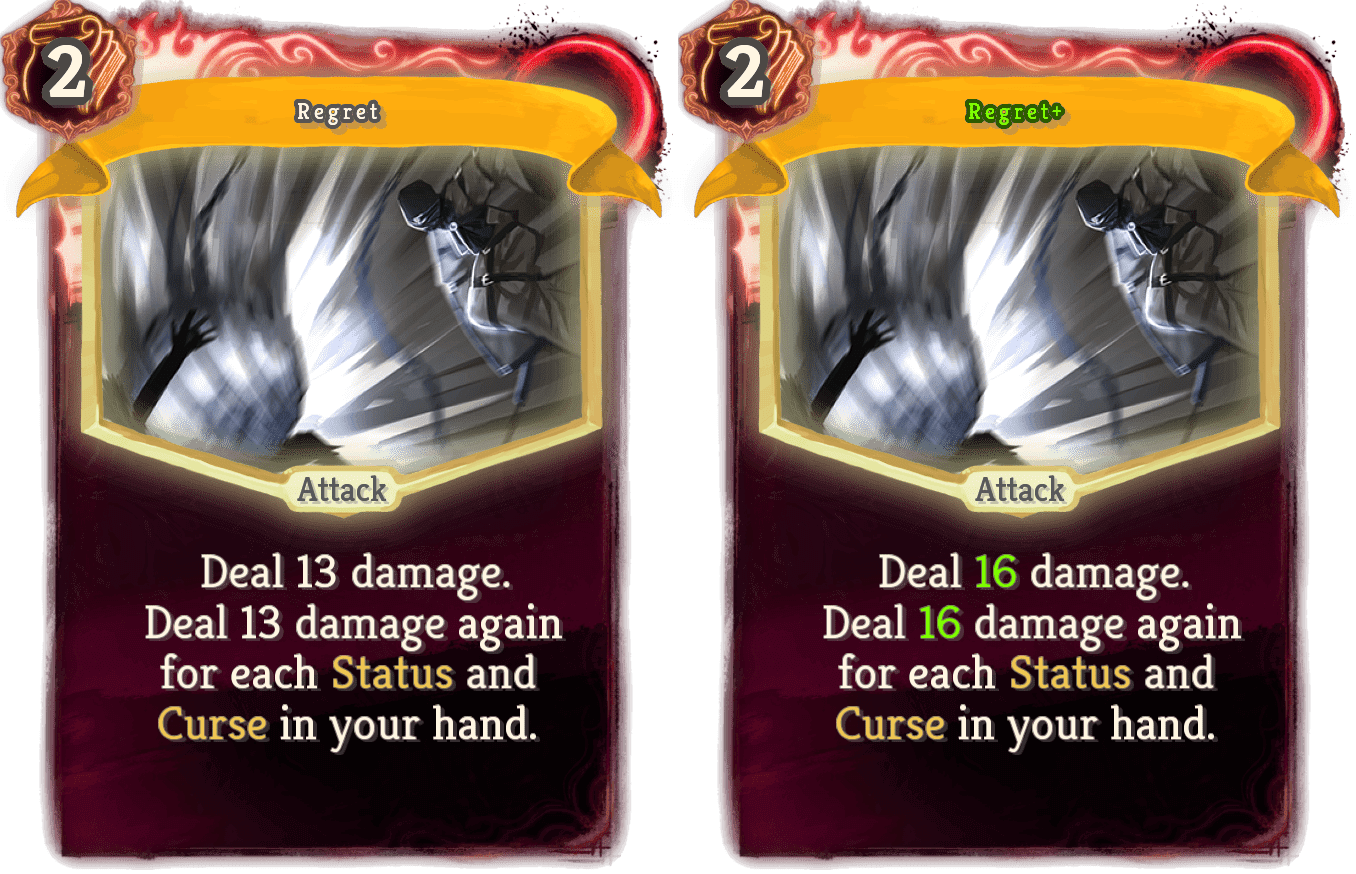 2
Regret
Attack
Deal 13 damage.
Deal 13 damage again
for each Status and
Curse in your hand.
2
Regret+
Attack
Deal 16 damage.
Deal 16 damage again
for each Status and
Curse in your hand.